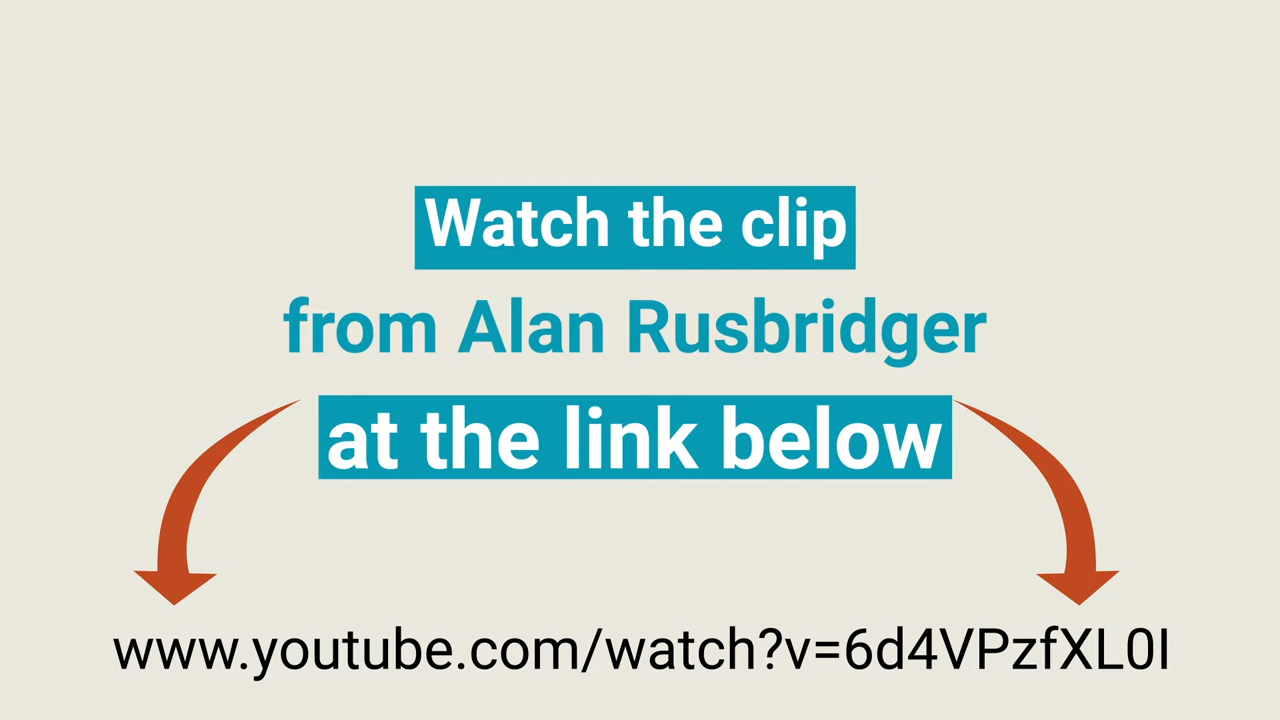 Watch the clip
from Alan Rusbridger
at the link below
www.youtube.com/watch?v=6d4VPzfXL0I